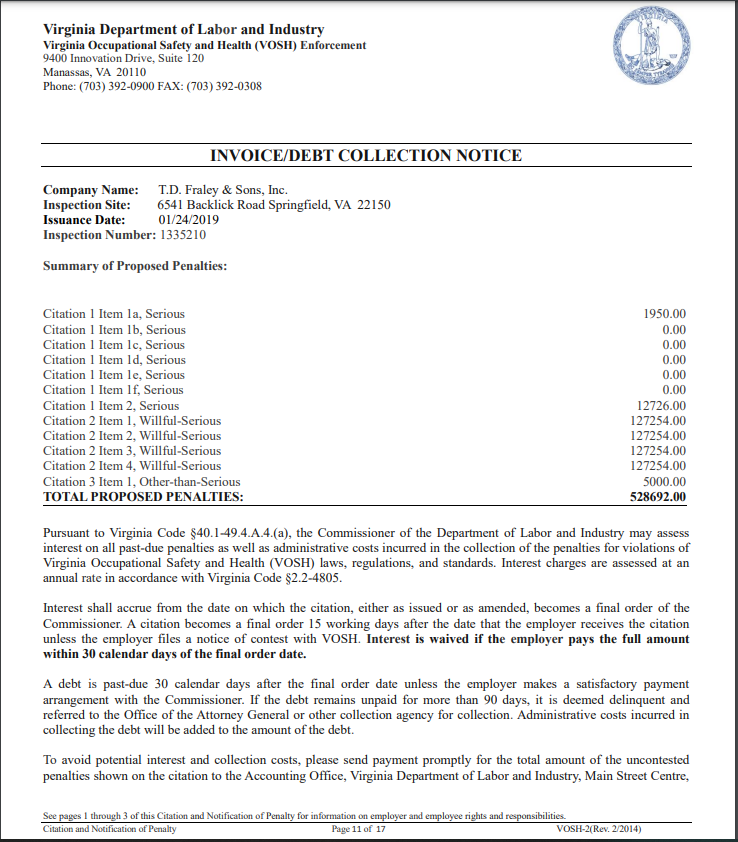 Virginia Department of Labor and Industry
Virginia Occupational Safety and Health (VOSH) Enforcement
9400 Innovation Drive, Suite 120
Manassas, VA 20110
Phone: (703) 392-0900 FAX: (703) 392-0308
VIRGINIA
INVOICE/DEBT COLLECTION NOTICE
Company Name: T.D. Fraley & Sons, Inc.
Inspection Site: 6541 Backlick Road Springfield, VA 22150
Issuance Date: 01/24/2019
Inspection Number: 1335210
Summary of Proposed Penalties:
Citation 1 Item 1a, Serious 1950.00
Citation 1 Item 1b, Serious 0.00
Citation 1 Item 1c, Serious 0.00
Citation 1 Item 1d, Serious 0.00
Citation 1 Item 1e, Serious 0.00
Citation 1 Item 1f, Serious 0.00
Citation 1 Item 2, Serious 12726.00
Citation 2 Item 1, Willful-Serious 127254.00
Citation 2 Item 2, Willful-Serious 127254.00
Citation 2 Item 3, Willful-Serious 127254.00
Citation 2 Item 4, Willful-Serious 127254.00
Citation 3 Item 1, Other-than-Serious 5000.00
TOTAL PROPOSED PENALTIES: 528692.00
Pursuant to Virginia Code §40.1-49.4.A.4.(a), the Commissioner of the Department of Labor and Industry may assess
interest on all past-due penalties as well as administrative costs incurred in the collection of the penalties for violations of
Virginia Occupational Safety and Health (VOSH) laws, regulations, and standards. Interest charges are assessed at an
annual rate in accordance with Virginia Code §2.2-4805.
Interest shall accrue from the date on which the citation, either as issued or as amended, becomes a final order of the
Commissioner. A citation becomes a final order 15 working days after the date that the employer receives the citation
unless the employer files a notice of contest with VOSH. Interest is waived if the employer pays the full amount
within 30 calendar days of the final order date.
A debt is past-due 30 calendar days after the final order date unless the employer makes a satisfactory payment
arrangement with the Commissioner. If the debt remains unpaid for more than 90 days, it is deemed delinquent and
referred to the Office of the Attorney General or other collection agency for collection. Administrative costs incurred in
collecting the debt will be added to the amount of the debt.
To avoid potential interest and collection costs, please send payment promptly for the total amount of the uncontested
penalties shown on the citation to the Accounting Office, Virginia Department of Labor and Industry, Main Street Centre,
See pages 1 through 3 of this Citation and Notification of Penalty for information on employer and employee rights and responsibilities.
Citation and Notification of Penalty Page 11 of 17 VOSH-2(Rev. 2/2014)